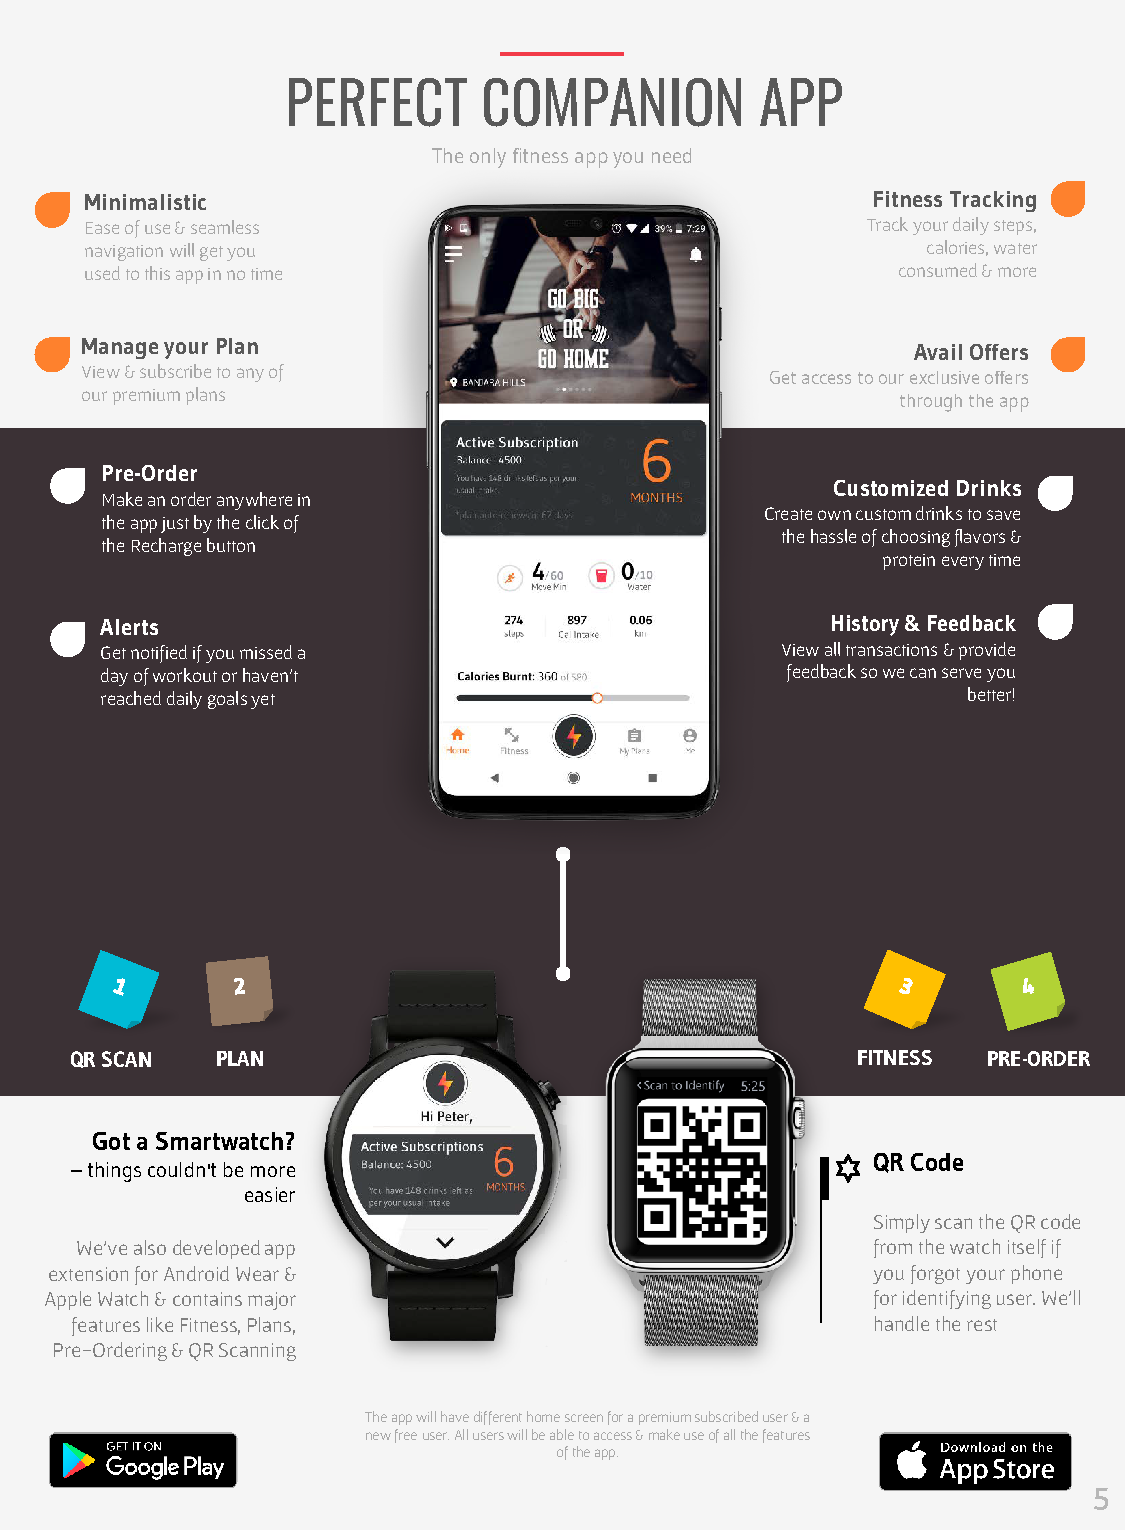 PERFECT COMPANION APP
The only fitness app you need
Minimalistic
Ease of use & seamless
navigation will get you
used to this app in no time
Manage your Plan
View & subscribe to any of
our premium plans
Pre-Order
Make an order anywhere in
the app just by the click of
the Recharge button
Alerts
Get notified if you missed a
day of workout or haven't
reached daily goals yet
Fitness Tracking
Track your daily steps,
calories, water
consumed & more
Avail Offers
Get access to our exclusive offers
through the app
Customized Drinks
Create own custom drinks to save
the hassle of choosing flavors &
protein every time
History & Feedback
View all transactions & provide
feedback so we can serve you
better!
39% 7:29
GO BIG
OR
GO HOME
BANJARA HILLS
Active Subscription
Balance: 4500
You have 148 drinks left as per your
usual intake
6
MONTHS
4/60
Move Min
0/10
Water
274
steps
897
Cal Intake
0.06
km
Calories Burnt: 360 of 580
Home
Fitness
My Plans
Me
1
QR SCAN
2
PLAN
3
FITNESS
4
PRE-ORDER
Got a Smartwatch?
– things couldn't be more
easier
We've also developed app
extension for Android Wear &
Apple Watch & contains major
features like Fitness, Plans,
Pre-Ordering & QR Scanning
Hi Peter,
Active Subscriptions
Balance: 4500
You have 148 drinks left as
per your usual intake
6
MONTHS
<Scan to Identify 5:25
QR Code
Simply scan the QR code
from the watch itself if
you forgot your phone
for identifying user. We'll
handle the rest
The app will have different home screen for a premium subscribed user & a
new free user. All users will be able to access & make use of all the features
of the app.
GET IT ON
Google Play
Download on the
App Store
5